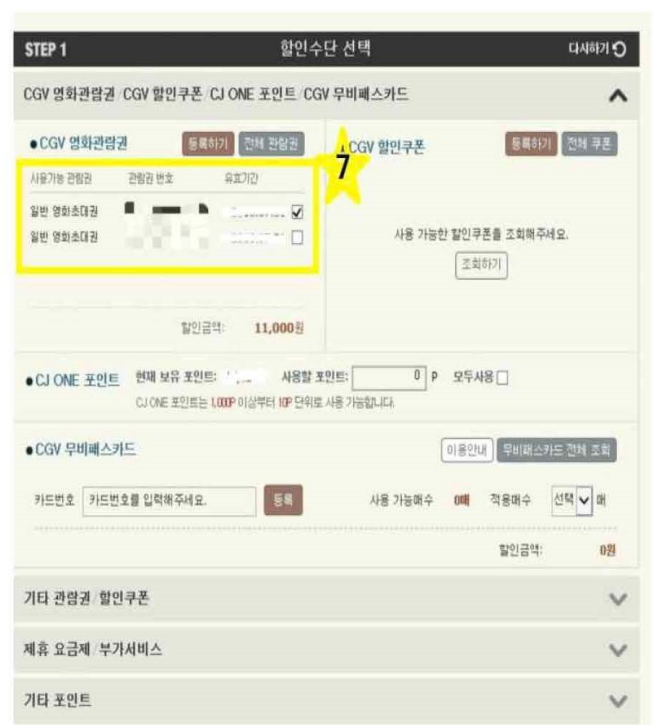 STEP 1 할인수단 선택 다시하기
CGV 영화관람권 / CGV 할인쿠폰 / CJ ONE 포인트 / CGV 무비패스카드
●CGV 영화관람권 등록하기 전체 관람권
사용가능 관람권 관람권 번호 유효기간
일반 영화초대권
일반 영화초대권
할인금액: 11,000원
7
CGV 할인쿠폰 등록하기 전체 쿠폰
사용 가능한 할인쿠폰을 조회해주세요.
조회하기
●CJ ONE 포인트 현재 보유 포인트: 사용할 포인트: 0 P 모두사용
CJ ONE 포인트는 1,000P 이상부터 10P 단위로 사용 가능합니다.
●CGV 무비패스카드 이용안내 무비패스카드 전체 조회
카드번호 카드번호를 입력해주세요. 등록 사용 가능매수 0매 적용매수 선택 매
할인금액: 0원
기타 관람권 / 할인쿠폰
제휴 요금제 / 부가서비스
기타 포인트